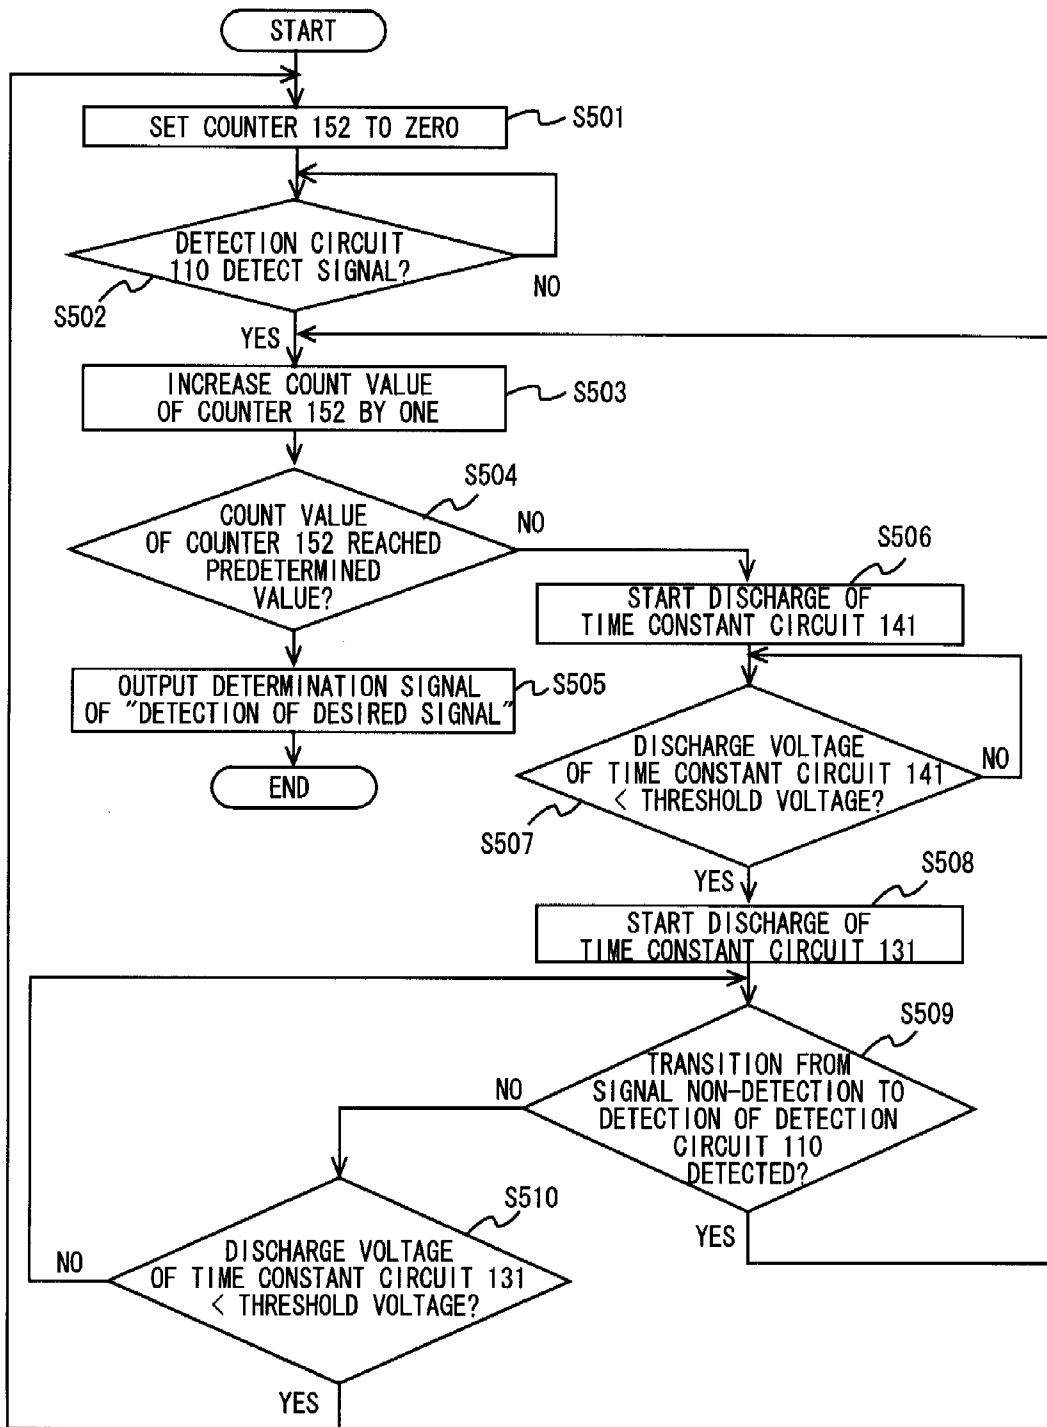 START
SET COUNTER 152 TO ZERO
S501
DETECTION CIRCUIT
110 DETECT SIGNAL?
NO
S502
YES
INCREASE COUNT VALUE
OF COUNTER 152 BY ONE
S503
S504
COUNT VALUE
OF COUNTER 152 REACHED
PREDETERMINED
VALUE?
NO
S506
START DISCHARGE OF
TIME CONSTANT CIRCUIT 141
OUTPUT DETERMINATION SIGNAL
OF "DETECTION OF DESIRED SIGNAL"
S505
END
DISCHARGE VOLTAGE
OF TIME CONSTANT CIRCUIT 141
< THRESHOLD VOLTAGE?
NO
S507
YES
S508
START DISCHARGE OF
TIME CONSTANT CIRCUIT 131
S509
TRANSITION FROM
SIGNAL NON-DETECTION TO
DETECTION OF DETECTION
CIRCUIT 110
DETECTED?
NO
YES
S510
DISCHARGE VOLTAGE
OF TIME CONSTANT CIRCUIT 131
< THRESHOLD VOLTAGE?
NO
YES